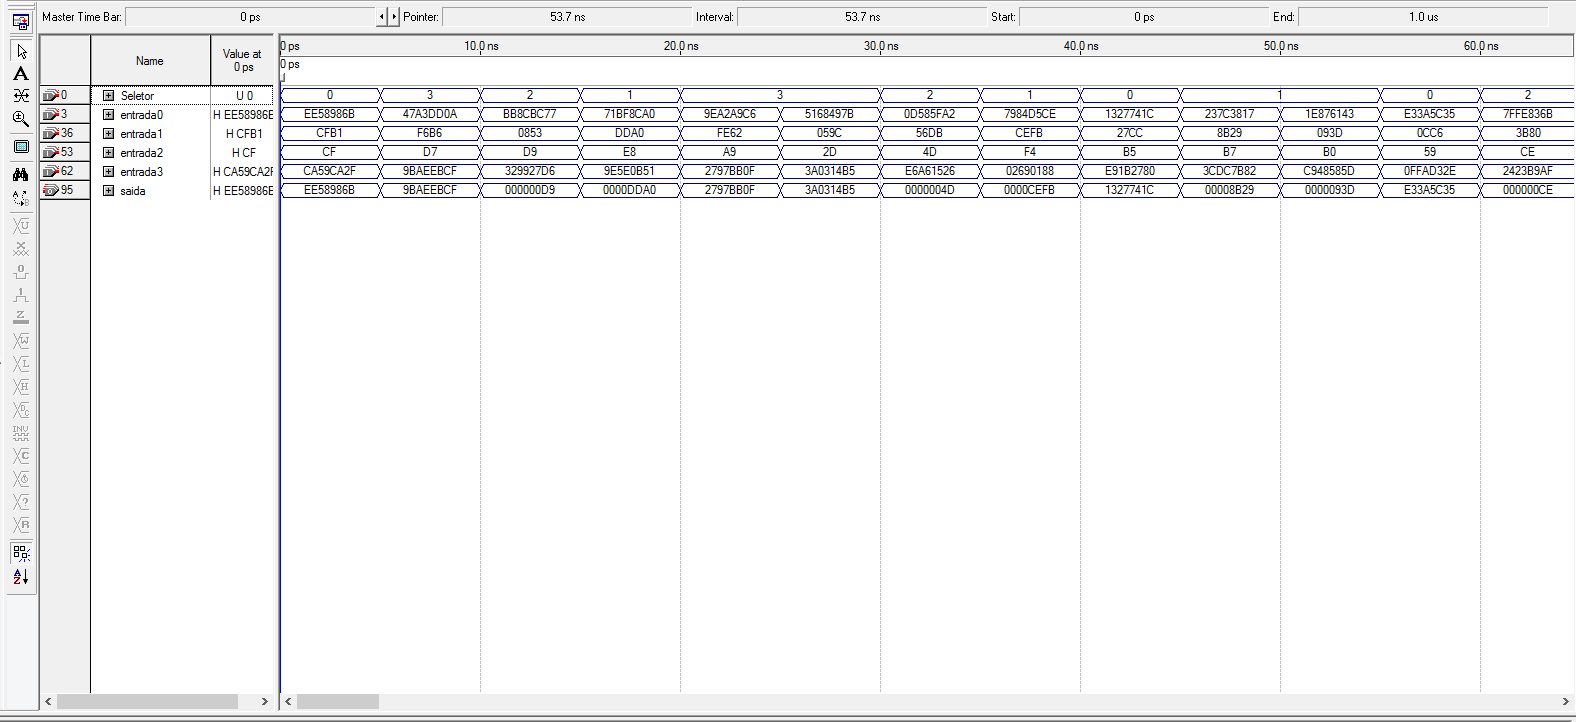 Master Time Bar: 0 ps Pointer: 53.7 ns Interval: 53.7 ns Start: 0 ps End: 1.0 us
Name Value at 0 ps 0 ps 10.0 ns 20.0 ns 30.0 ns 40.0 ns 50.0 ns 60.0 ns
0 ps
0 Seletor U 0 0 3 2 1 3 2 1 0 1 0 2
3 entrada0 H EE58986E EE58986B 47A3DD0A BB8CBC77 71BF8CA0 9EA2A9C6 5168497B 0D585FA2 7984D5CE 1327741C 237C3817 1E876143 E33A5C35 7FFE836B
36 entrada1 H CFB1 CFB1 F6B6 0853 DDA0 FE62 059C 56DB CEFB 27CC 8B29 093D 0CC6 3B80
53 entrada2 H CF CF D7 D9 E8 A9 2D 4D F4 B5 B7 B0 59 CE
62 entrada3 H CA59CA2F CA59CA2F 9BAEEBCF 329927D6 9E5E0B51 2797BB0F 3A0314B5 E6A61526 02690188 E91B2780 3CDC7B82 C948585D 0FFAD32E 2423B9AF
95 saida H EE58986E EE58986B 9BAEEBCF 000000D9 0000DDA0 2797BB0F 3A0314B5 0000004D 0000CEFB 1327741C 00008B29 0000093D E33A5C35 000000CE